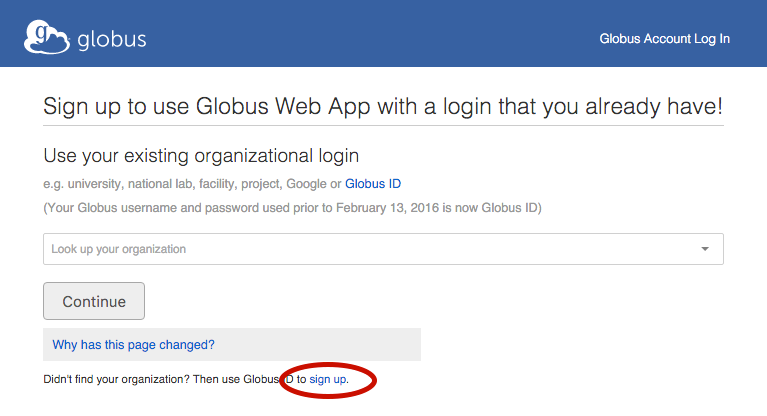 g globus
Globus Account Log In
Sign up to use Globus Web App with a login that you already have!
Use your existing organizational login
e.g. university, national lab, facility, project, Google or Globus ID
(Your Globus username and password used prior to February 13, 2016 is now Globus ID)
Look up your organization
Continue
Why has this page changed?
Didn't find your organization? Then use Globus ID to sign up.